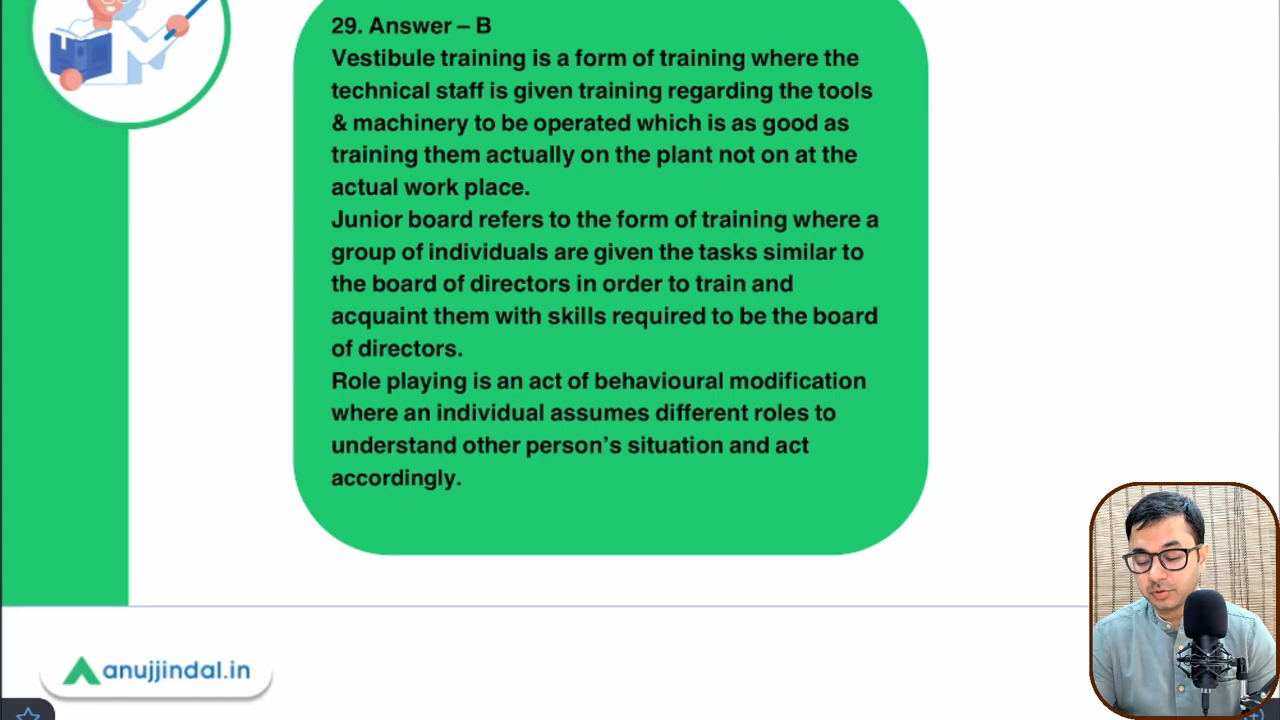 29. Answer – B
Vestibule training is a form of training where the
technical staff is given training regarding the tools
& machinery to be operated which is as good as
training them actually on the plant not on at the
actual work place.
Junior board refers to the form of training where a
group of individuals are given the tasks similar to
the board of directors in order to train and
acquaint them with skills required to be the board
of directors.
Role playing is an act of behavioural modification
where an individual assumes different roles to
understand other person’s situation and act
accordingly.
anujjindal.in